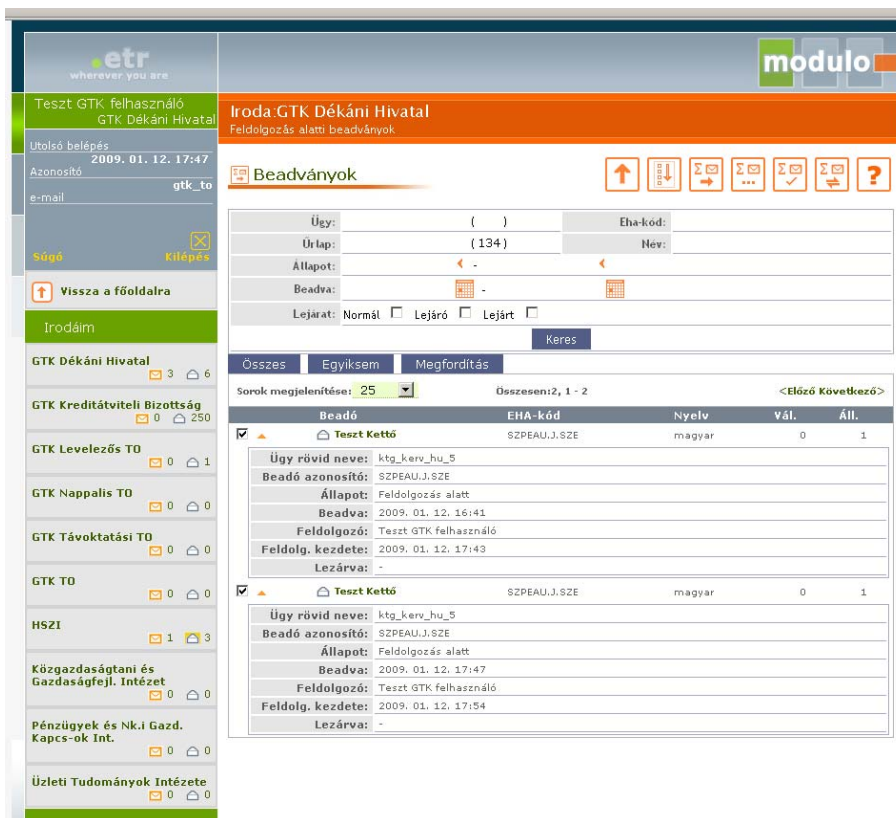 .etr
wherever you are
modulo
Teszt GTK felhasználó
GTK Dékáni Hivatal
Utolsó belépés
2009. 01. 12. 17:47
Azonosító
gtk_to
e-mail
Súgó Kilépés
Vissza a főoldalra
Irodáim
GTK Dékáni Hivatal
3 6
GTK Kreditátviteli Bizottság
0 250
GTK Levelezős TO
0 1
GTK Nappalis TO
0 0
GTK Távoktatási TO
0 0
GTK TO
0 0
HSZI
1 3
Közgazdaságtani és
Gazdaságfejl. Intézet
0 0
Pénzügyek és Nk.i Gazd.
Kapcs-ok Int.
0 0
Üzleti Tudományok Intézete
0 0
Iroda:GTK Dékáni Hivatal
Feldolgozás alatti beadványok
Beadványok
?
Ügy: ( ) Eha-kód:
Űrlap: (134) Név:
Állapot: -
Beadva: -
Lejárat: Normál Lejáró Lejárt
Keres
Összes Egyiksem Megfordítás
Sorok megjelenítése: 25 Összesen:2, 1 - 2 <Előző Következő>
Beadó EHA-kód Nyelv Vál. Áll.
Teszt Kettő SZPEAU.J.SZE magyar 0 1
Ügy rövid neve: ktg_kerv_hu_5
Beadó azonosító: SZPEAU.J.SZE
Állapot: Feldolgozás alatt
Beadva: 2009. 01. 12. 16:41
Feldolgozó: Teszt GTK felhasználó
Feldolg. kezdete: 2009. 01. 12. 17:43
Lezárva: -
Teszt Kettő SZPEAU.J.SZE magyar 0 1
Ügy rövid neve: ktg_kerv_hu_5
Beadó azonosító: SZPEAU.J.SZE
Állapot: Feldolgozás alatt
Beadva: 2009. 01. 12. 17:47
Feldolgozó: Teszt GTK felhasználó
Feldolg. kezdete: 2009. 01. 12. 17:54
Lezárva: -